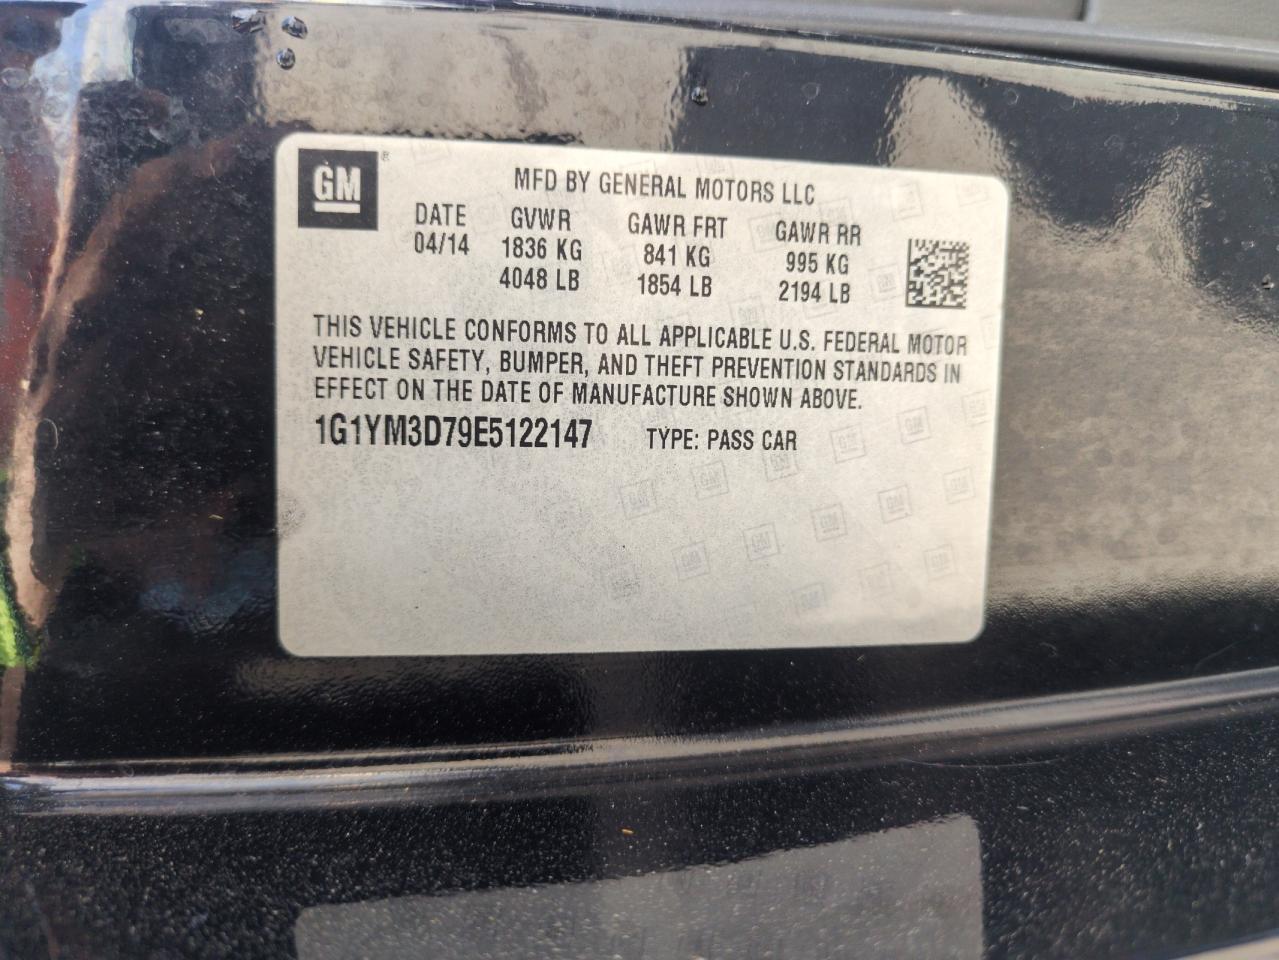 GM ®
MFD BY GENERAL MOTORS LLC
DATE GVWR GAWR FRT GAWR RR
04/14 1836 KG 841 KG 995 KG
4048 LB 1854 LB 2194 LB
THIS VEHICLE CONFORMS TO ALL APPLICABLE U.S. FEDERAL MOTOR
VEHICLE SAFETY, BUMPER, AND THEFT PREVENTION STANDARDS IN
EFFECT ON THE DATE OF MANUFACTURE SHOWN ABOVE.
1G1YM3D79E5122147 TYPE: PASS CAR